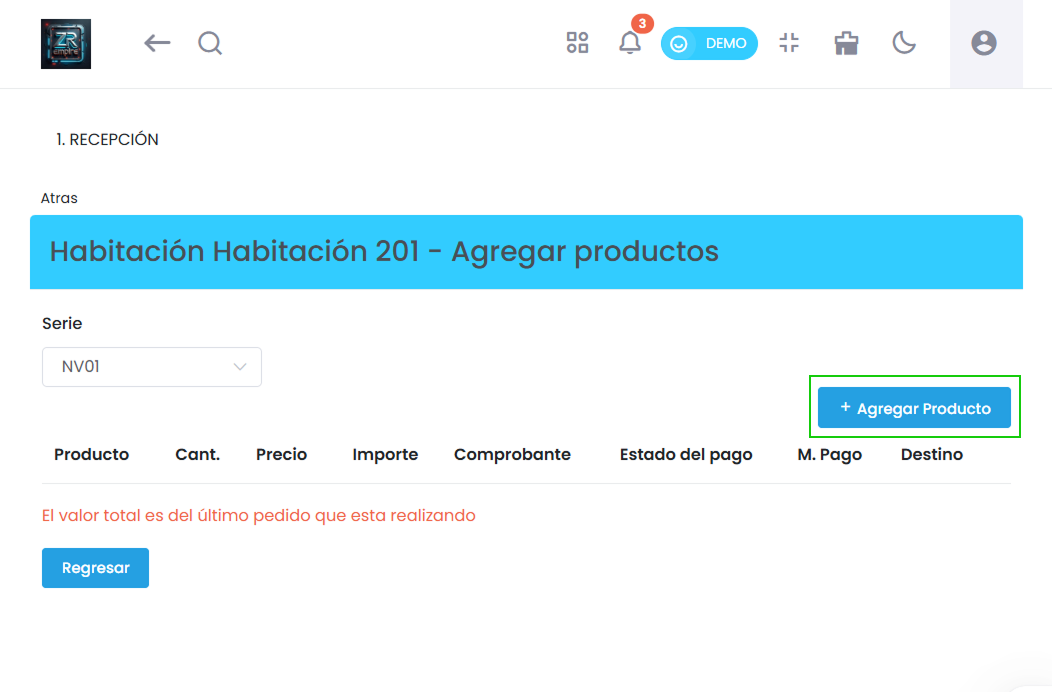 ZR
empire
3
DEMO
1. RECEPCIÓN
Atras
Habitación Habitación 201 - Agregar productos
Serie
NV01
+ Agregar Producto
Producto Cant. Precio Importe Comprobante Estado del pago M. Pago Destino
El valor total es del último pedido que esta realizando
Regresar